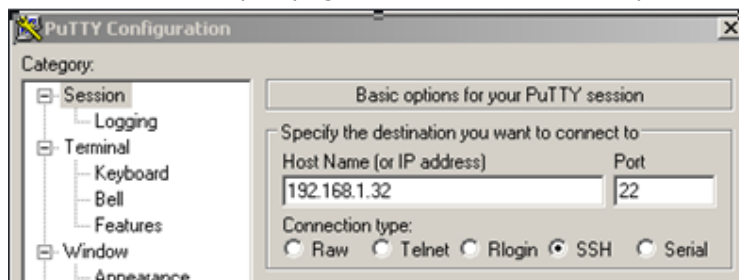 PuTTY Configuration
Category:
Session
Logging
Terminal
Keyboard
Bell
Features
Window
Appearance
Basic options for your PuTTY session
Specify the destination you want to connect to
Host Name (or IP address) Port
192.168.1.32 22
Connection type:
Raw Telnet Rlogin SSH Serial